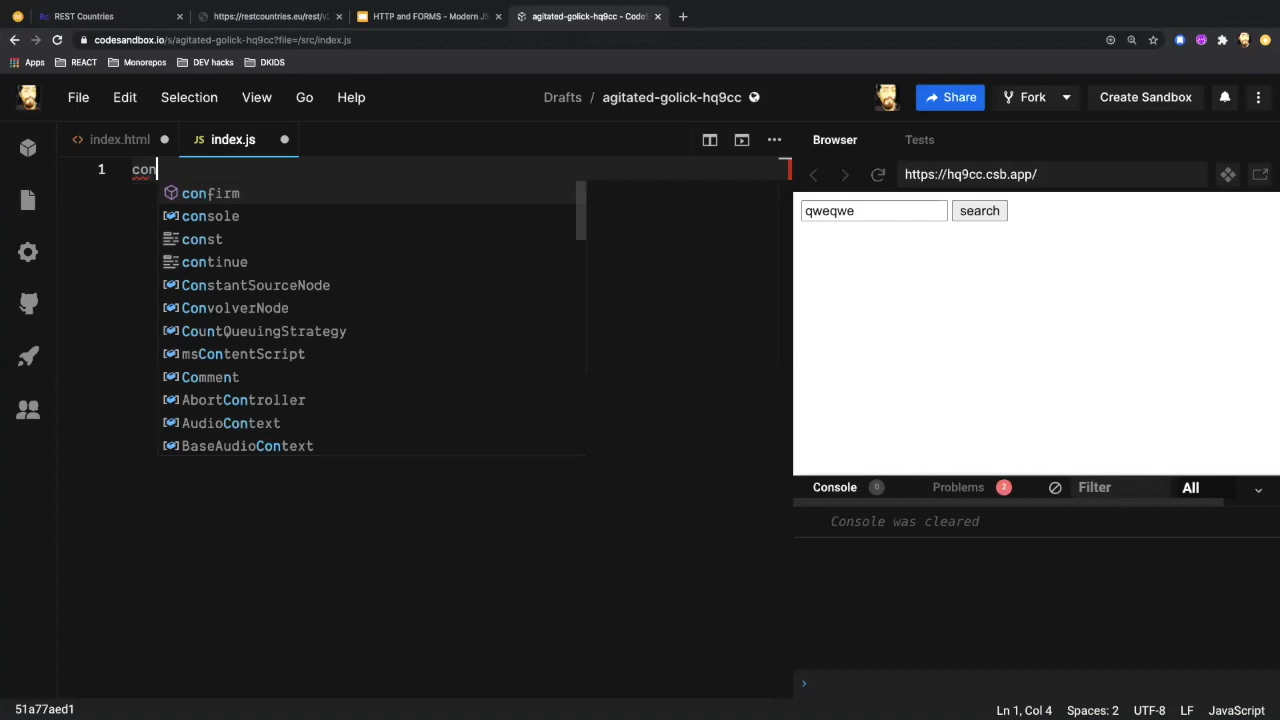 REST Countries
https://restcountries.eu/rest/v2
HTTP and FORMS - Modern JS
agitated-golick-hq9cc - CodeS
codesandbox.io/s/agitated-golick-hq9cc?file=/src/index.js
Apps
REACT
Monorepos
DEV hacks
DKIDS
File
Edit
Selection
View
Go
Help
Drafts / agitated-golick-hq9cc
Share
Fork
Create Sandbox
index.html
JS index.js
Browser
Tests
https://hq9cc.csb.app/
1 con
confirm
console
const
continue
ConstantSourceNode
ConvolverNode
CountQueuingStrategy
msContentScript
Comment
AbortController
AudioContext
BaseAudioContext
qweqwe
search
Console 0
Problems 2
Filter
All
Console was cleared
51a77aed1
Ln 1, Col 4
Spaces: 2
UTF-8
LF
JavaScript